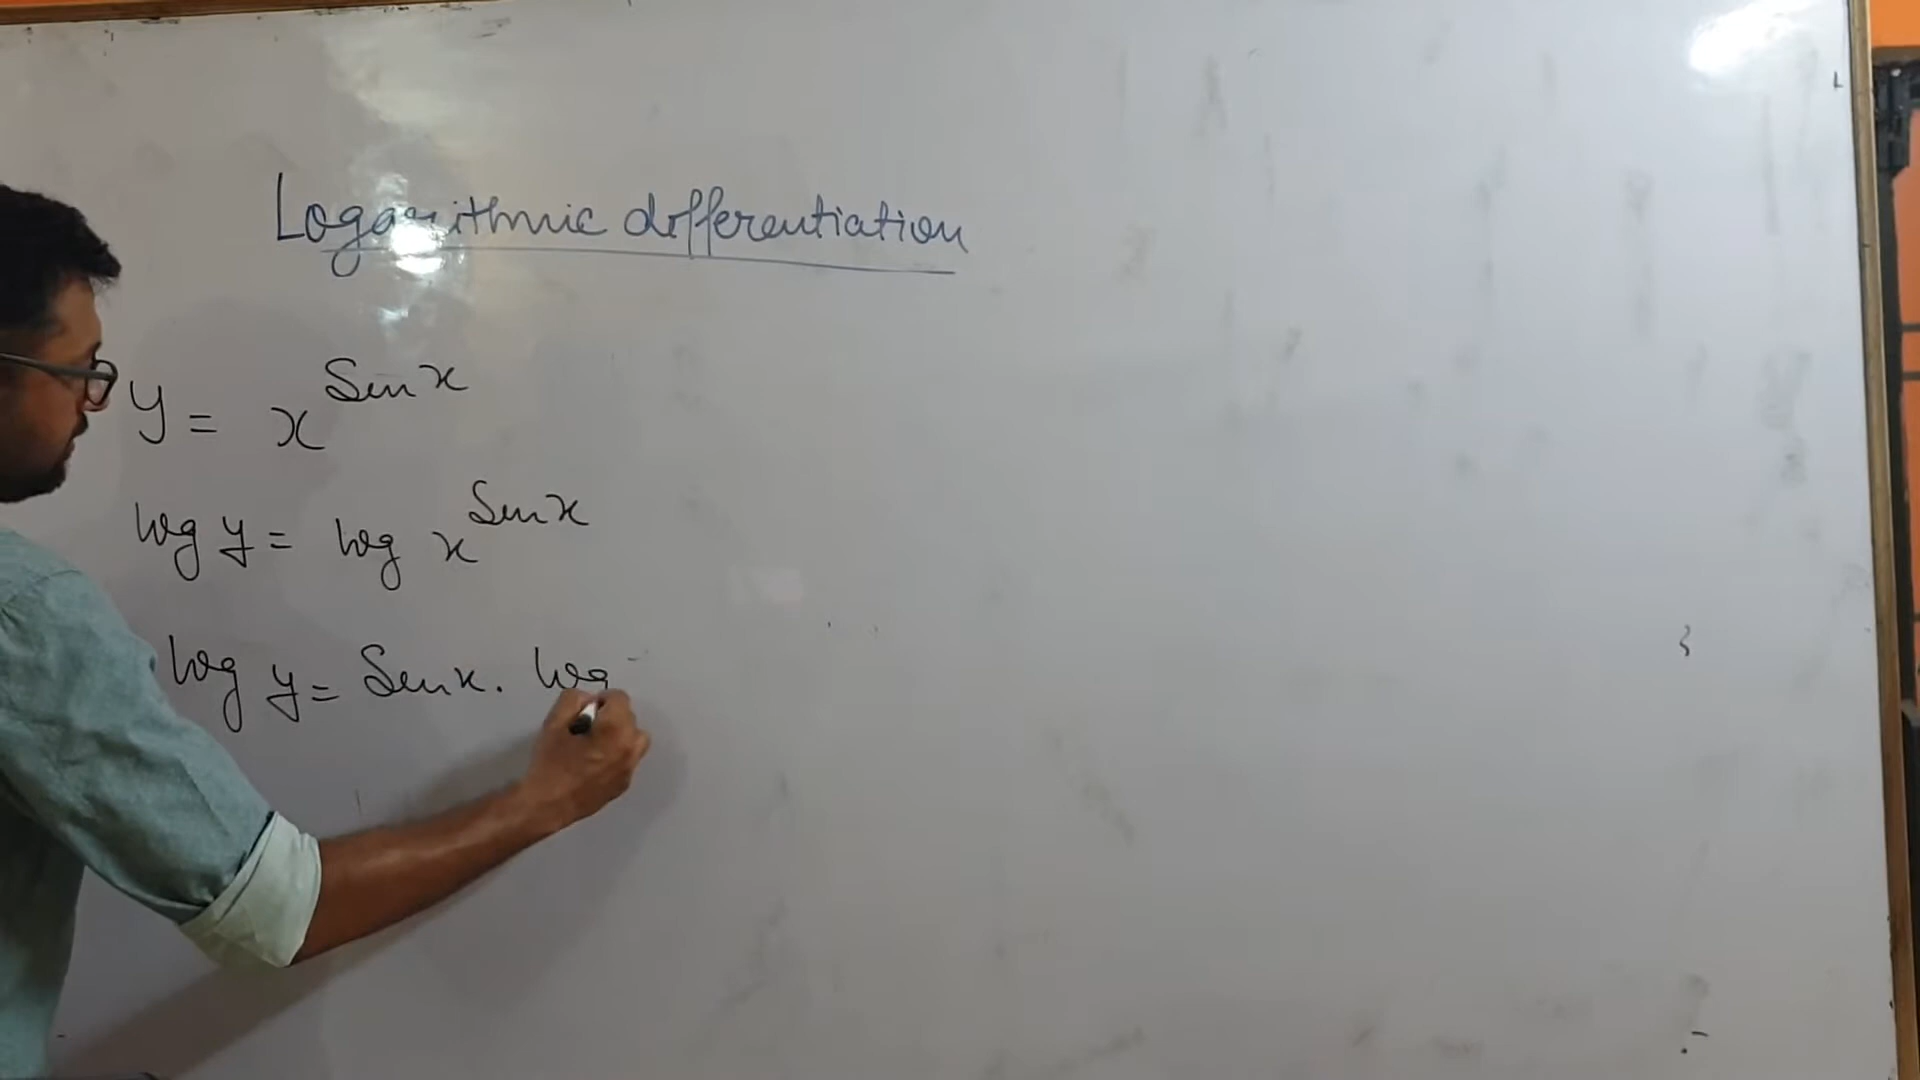 Logarithmic differentiation
y = x^Sin x
log y = log x^Sin x
log y = Sin x . log